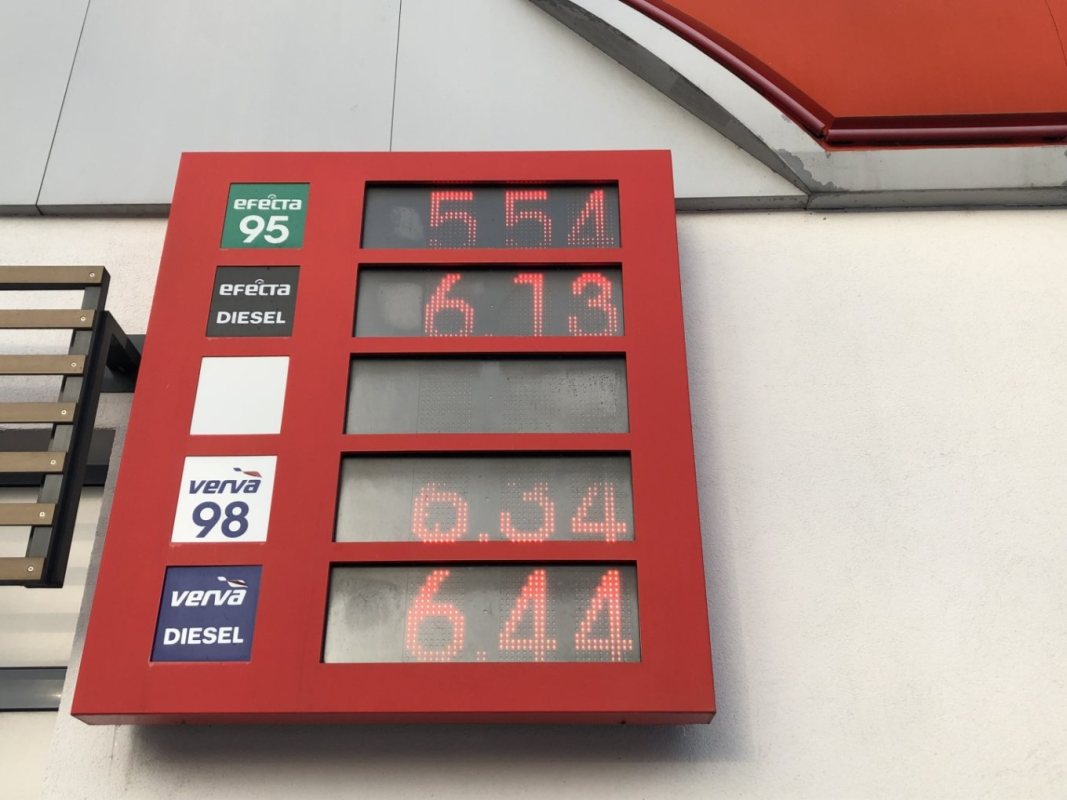 efecta
95
5.54
efecta
DIESEL
6.13
verva
98
6.34
verva
DIESEL
6.44